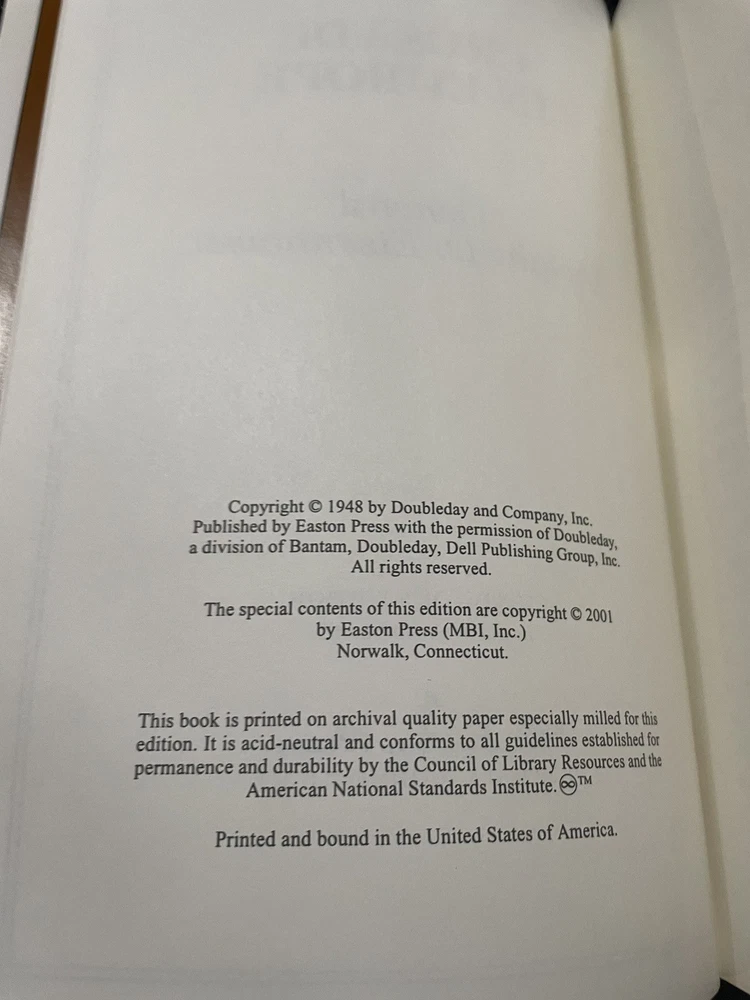 Copyright © 1948 by Doubleday and Company, Inc.
Published by Easton Press with the permission of Doubleday,
a division of Bantam, Doubleday, Dell Publishing Group, Inc.
All rights reserved.
The special contents of this edition are copyright © 2001
by Easton Press (MBI, Inc.)
Norwalk, Connecticut.
This book is printed on archival quality paper especially milled for this
edition. It is acid-neutral and conforms to all guidelines established for
permanence and durability by the Council of Library Resources and the
American National Standards Institute.♾™
Printed and bound in the United States of America.